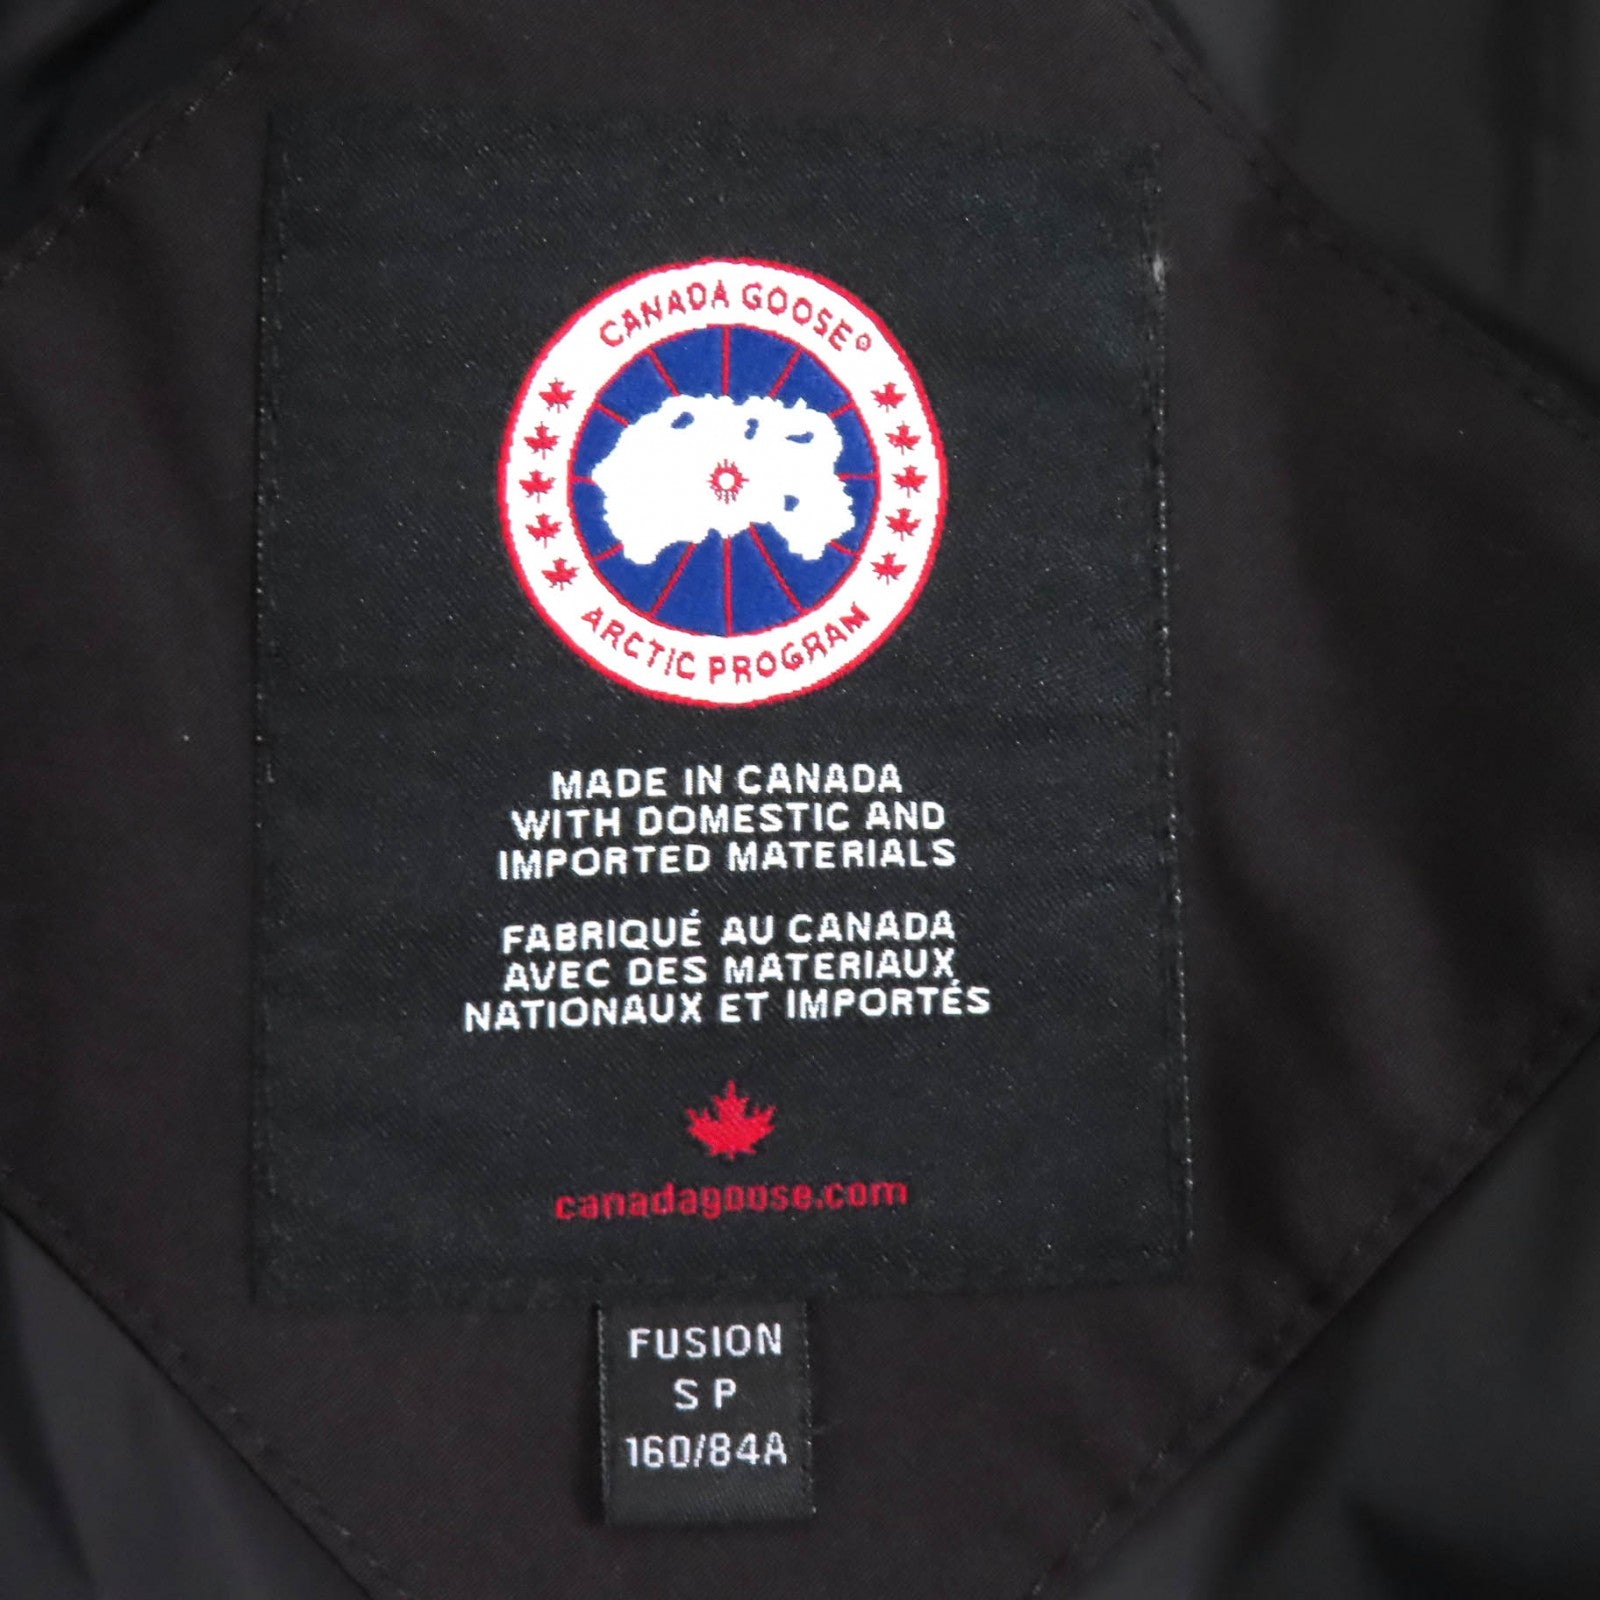 CANADA GOOSE®
ARCTIC PROGRAM
MADE IN CANADA
WITH DOMESTIC AND
IMPORTED MATERIALS
FABRIQUÉ AU CANADA
AVEC DES MATERIAUX
NATIONAUX ET IMPORTÉS
canadagoose.com
FUSION
S P
160/84A